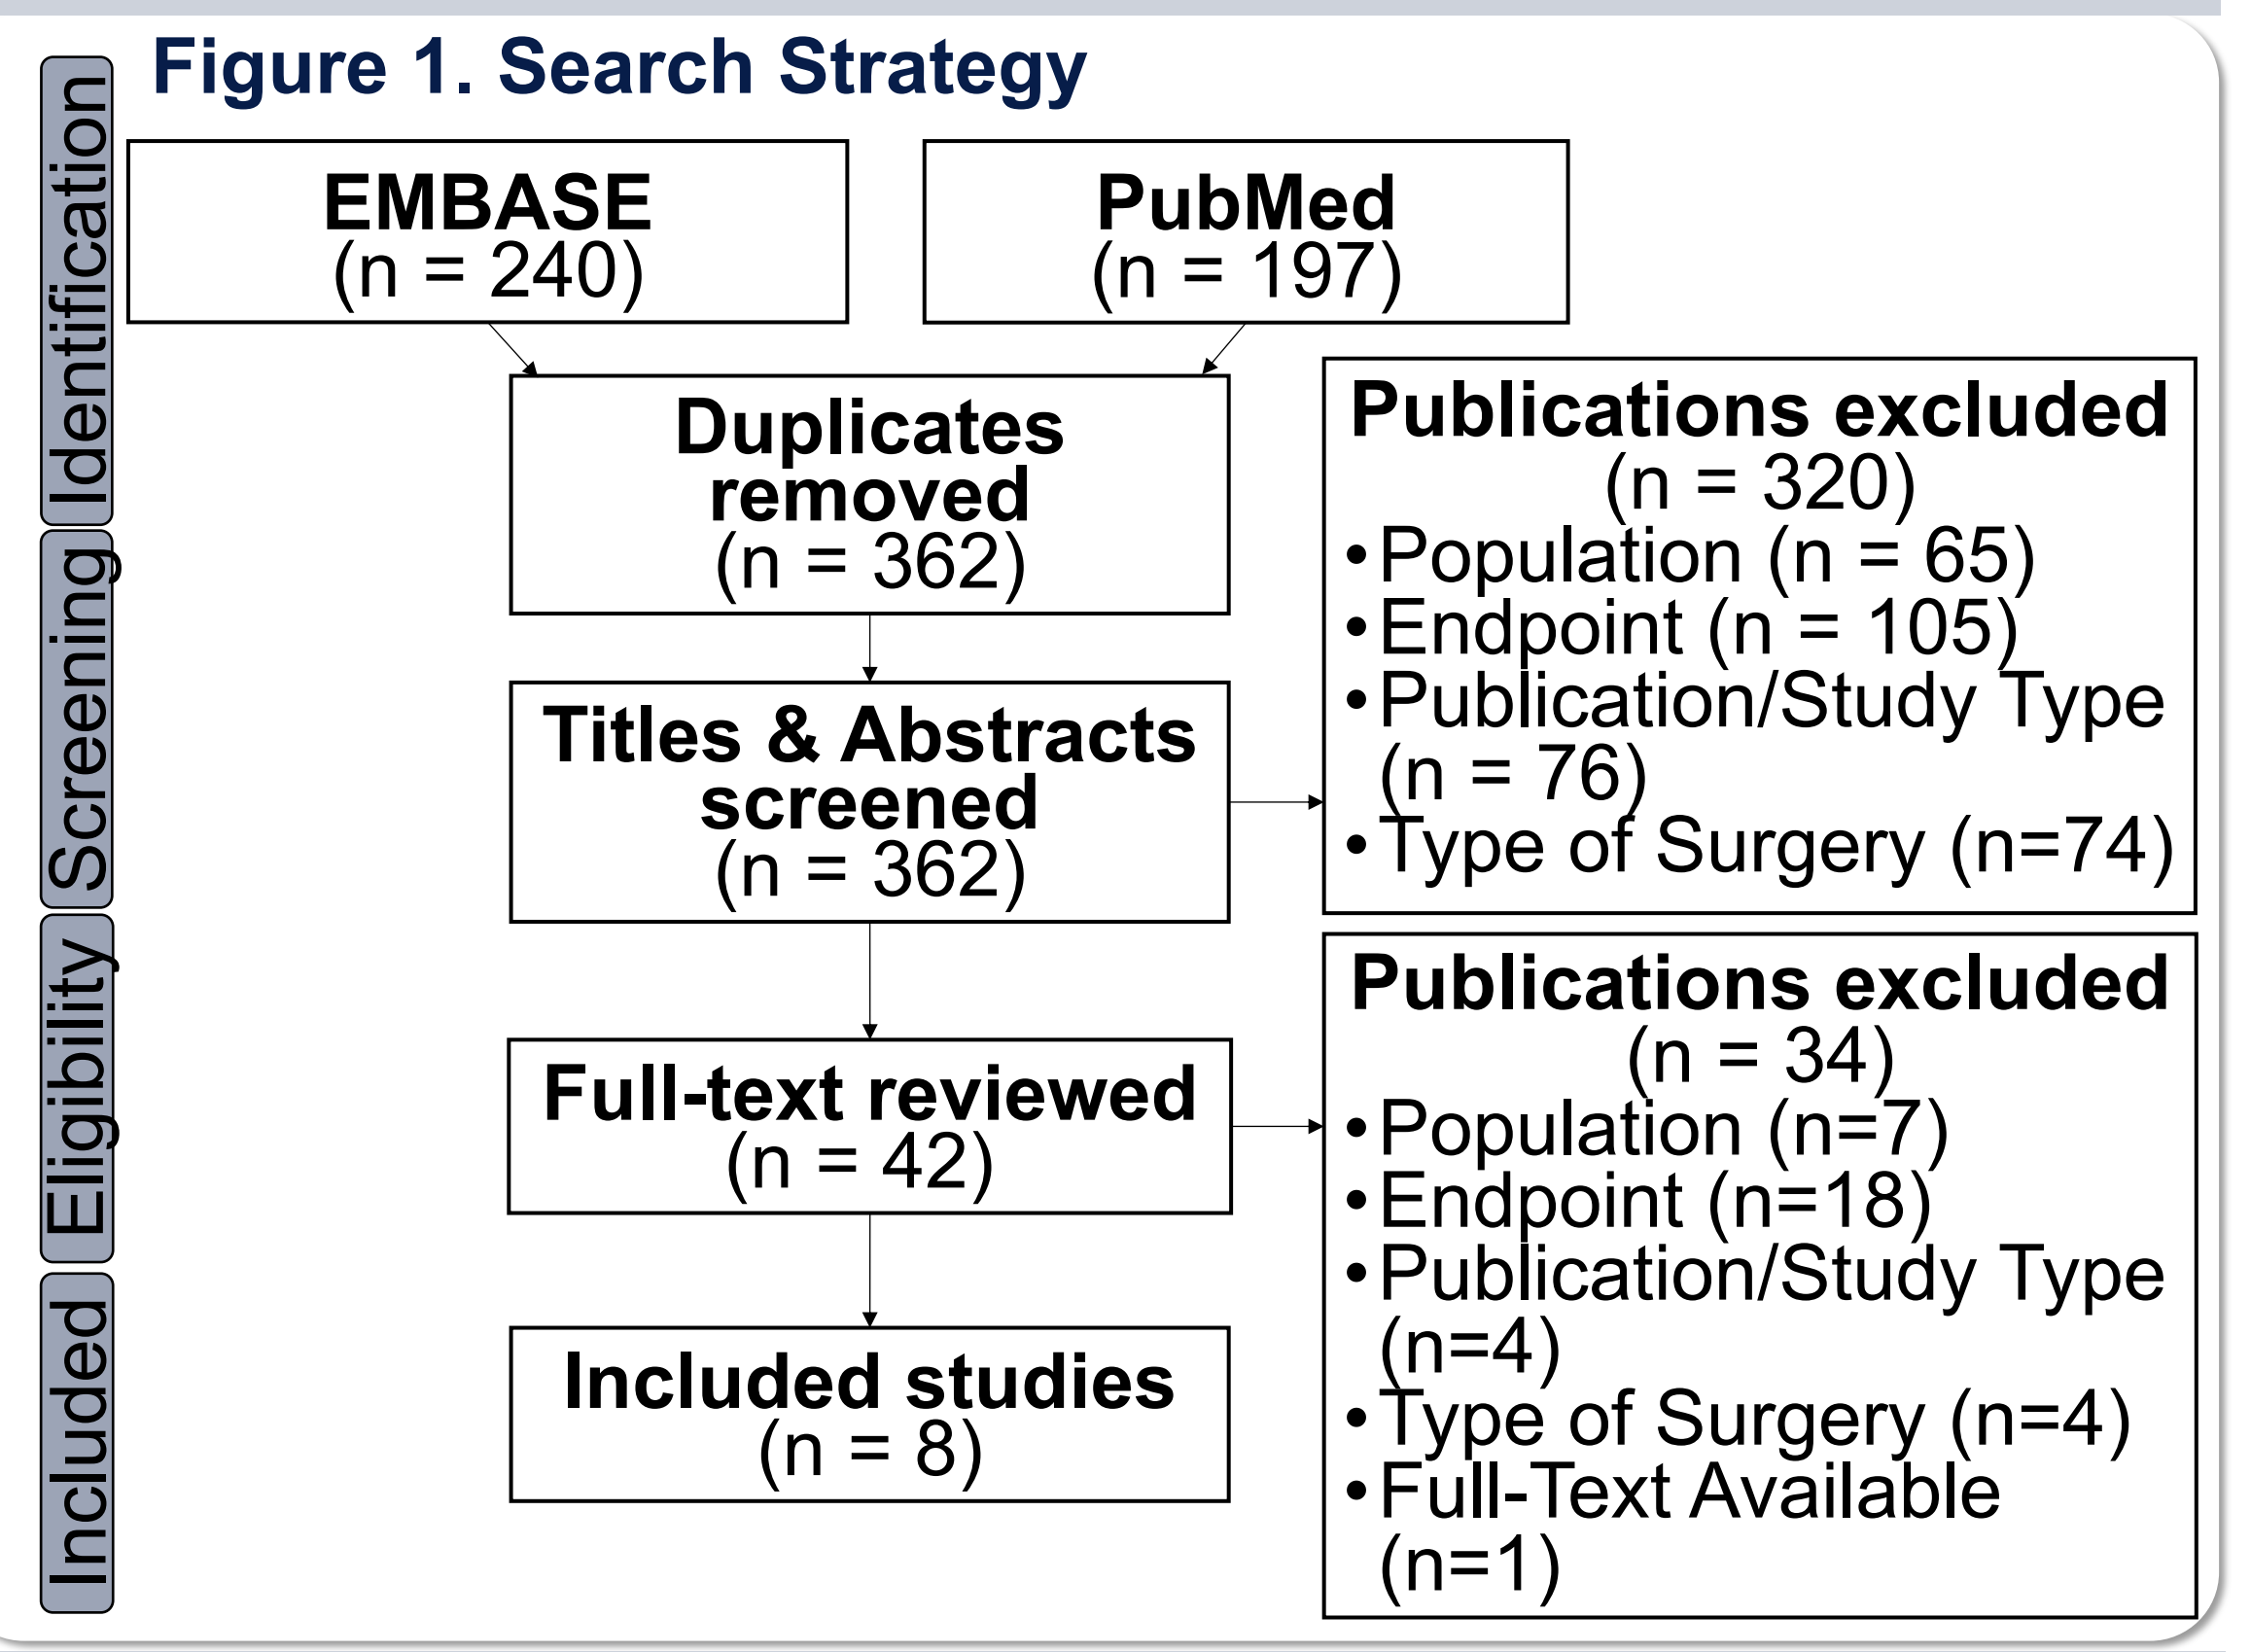 Figure 1. Search Strategy
Identification
EMBASE
(n = 240)
PubMed
(n = 197)
Duplicates
removed
(n = 362)
Screening
Titles & Abstracts
screened
(n = 362)
Publications excluded
(n = 320)
•Population (n = 65)
•Endpoint (n = 105)
•Publication/Study Type
(n = 76)
•Type of Surgery (n=74)
Eligibility
Full-text reviewed
(n = 42)
Publications excluded
(n = 34)
•Population (n=7)
•Endpoint (n=18)
•Publication/Study Type
(n=4)
•Type of Surgery (n=4)
•Full-Text Available
(n=1)
Included
Included studies
(n = 8)